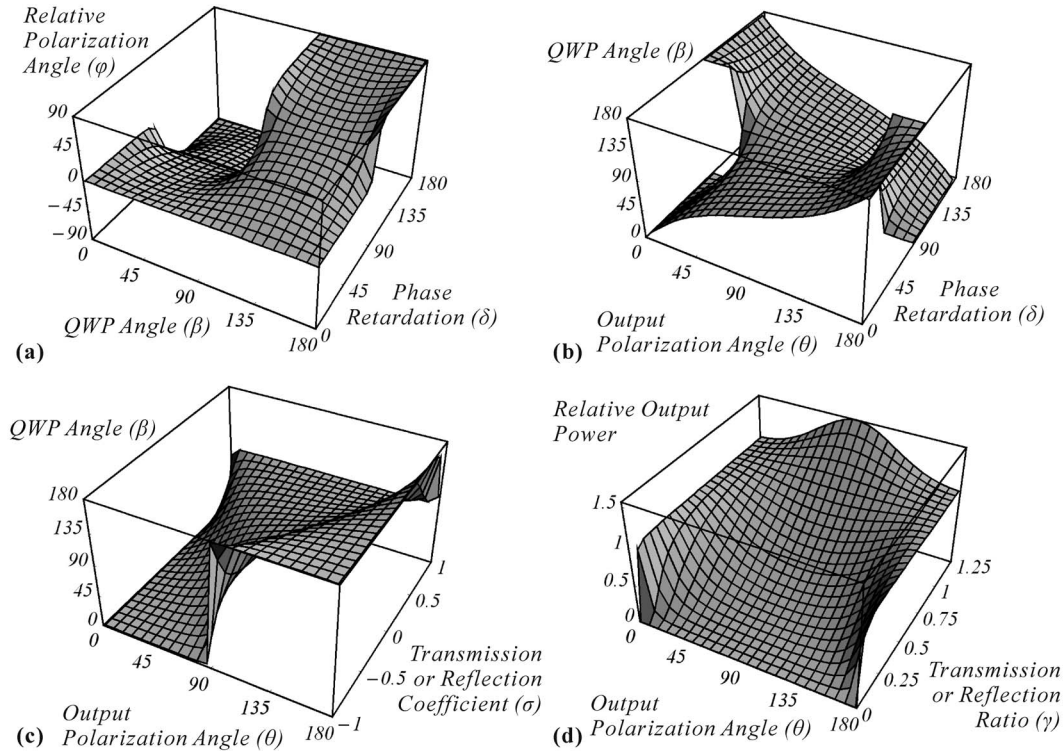 Relative
Polarization
Angle (φ)
90
45
0
−45
−90
0
45
90
135
180
QWP Angle (β)
0
45
90
135
180
Phase
Retardation (δ)
(a)
QWP Angle (β)
180
135
90
45
0
0
45
90
135
180
Output
Polarization Angle (θ)
0
45
90
135
180
Phase
Retardation (δ)
(b)
QWP Angle (β)
180
135
90
45
0
0
45
90
135
180
Output
Polarization Angle (θ)
−1
−0.5
0
0.5
1
Transmission
or Reflection
Coefficient (σ)
(c)
Relative Output
Power
1.5
1
0.5
0
0
45
90
135
180
Output
Polarization Angle (θ)
0
0.25
0.5
0.75
1
1.25
Transmission
or Reflection
Ratio (γ)
(d)